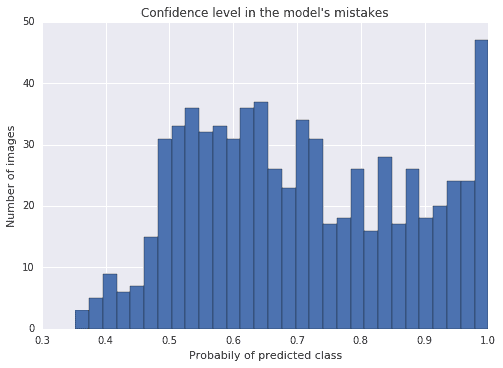 Confidence level in the model's mistakes
50
40
30
20
10
0
Number of images
0.3 0.4 0.5 0.6 0.7 0.8 0.9 1.0
Probabily of predicted class